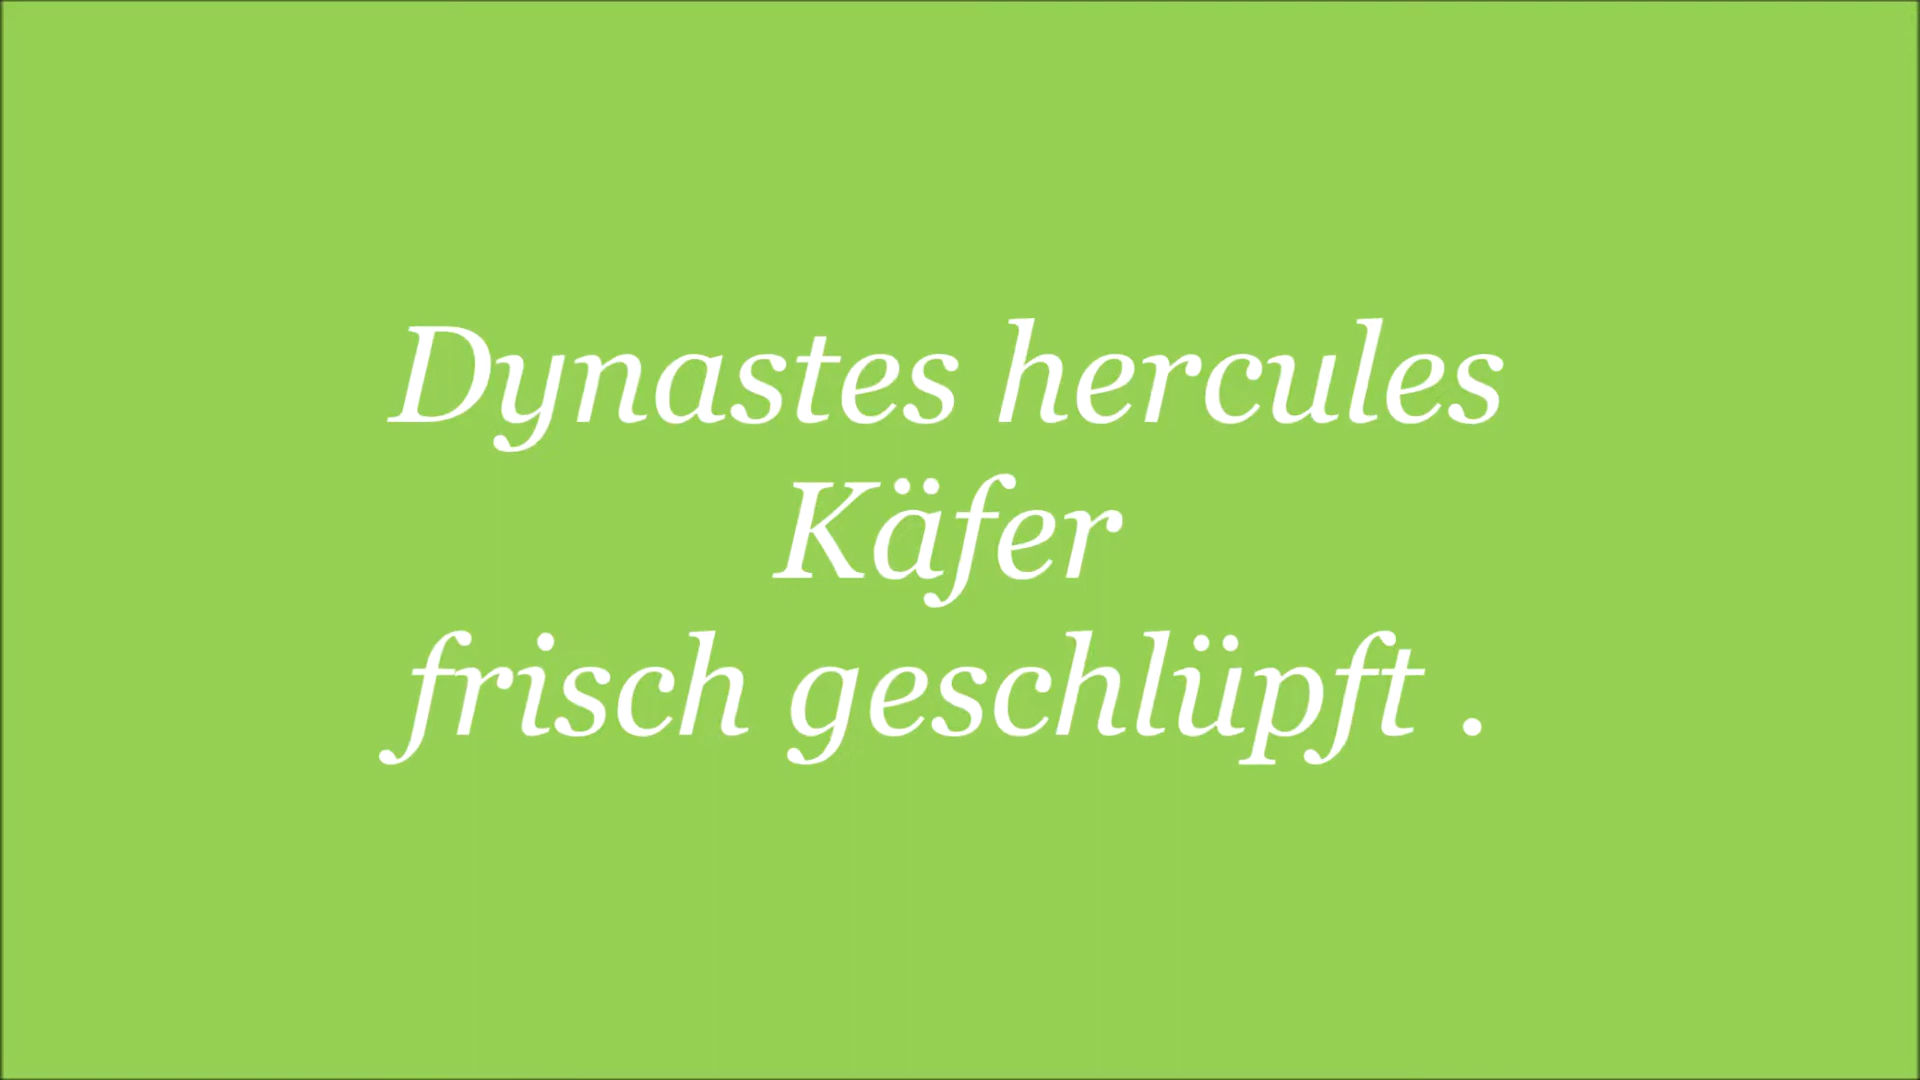 Dynastes hercules
Käfer
frisch geschlüpft .